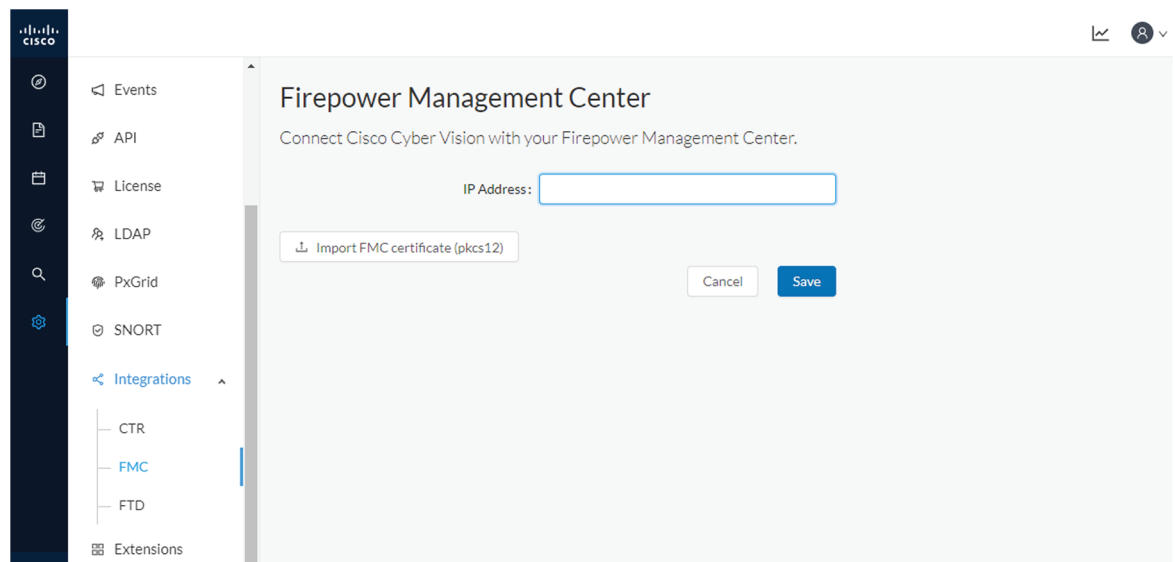 CISCO
Events
API
License
LDAP
PxGrid
SNORT
Integrations
CTR
FMC
FTD
Extensions
Firepower Management Center
Connect Cisco Cyber Vision with your Firepower Management Center.
IP Address:
Import FMC certificate (pkcs12)
Cancel Save